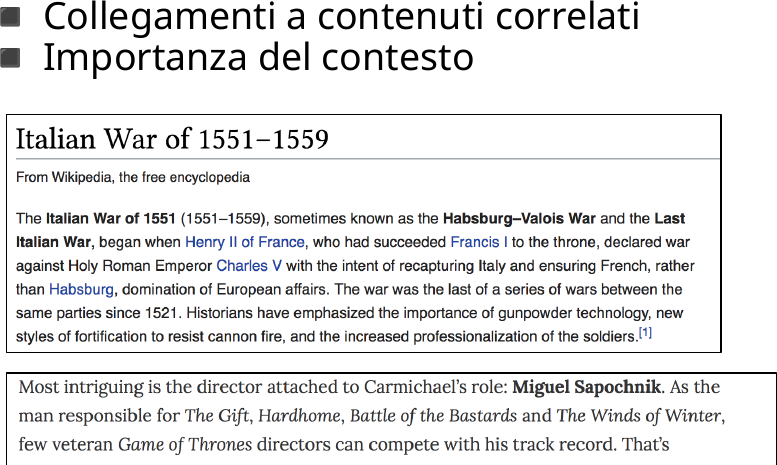 Collegamenti a contenuti correlati
Importanza del contesto
Italian War of 1551–1559
From Wikipedia, the free encyclopedia
The Italian War of 1551 (1551–1559), sometimes known as the Habsburg–Valois War and the Last
Italian War, began when Henry II of France, who had succeeded Francis I to the throne, declared war
against Holy Roman Emperor Charles V with the intent of recapturing Italy and ensuring French, rather
than Habsburg, domination of European affairs. The war was the last of a series of wars between the
same parties since 1521. Historians have emphasized the importance of gunpowder technology, new
styles of fortification to resist cannon fire, and the increased professionalization of the soldiers.[1]
Most intriguing is the director attached to Carmichael's role: Miguel Sapochnik. As the
man responsible for The Gift, Hardhome, Battle of the Bastards and The Winds of Winter,
few veteran Game of Thrones directors can compete with his track record. That's